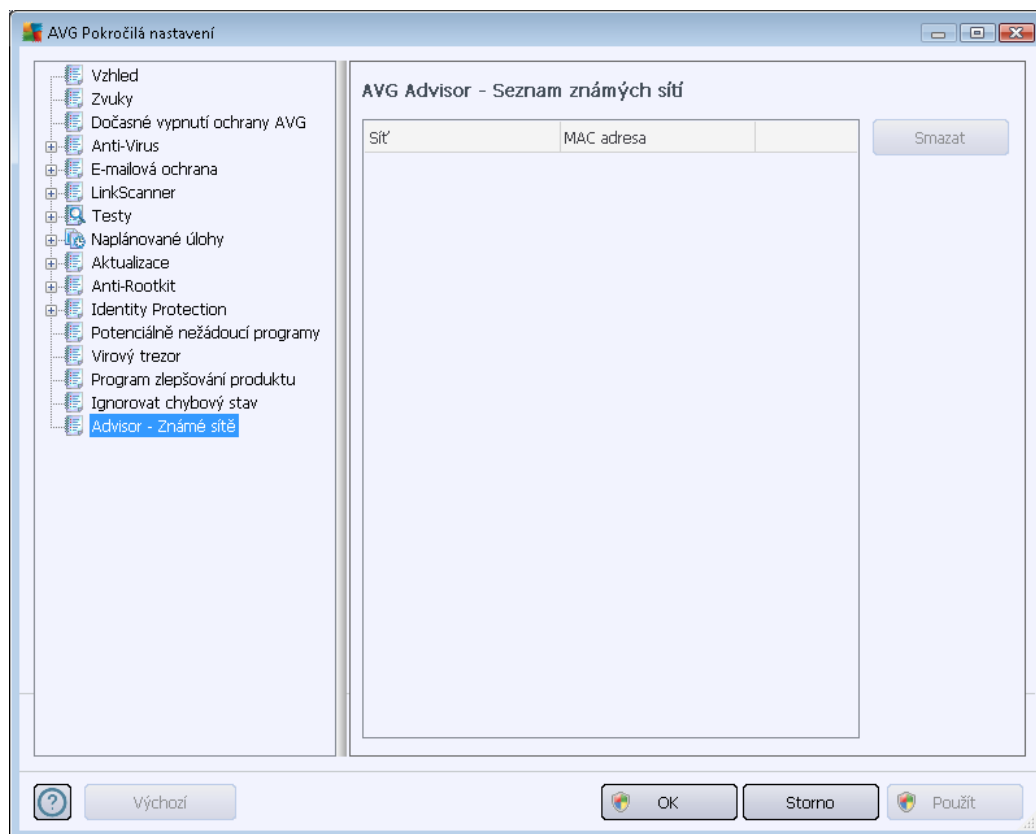 AVG Pokročilá nastavení
Vzhled
Zvuky
Dočasné vypnutí ochrany AVG
Anti-Virus
E-mailová ochrana
LinkScanner
Testy
Naplánované úlohy
Aktualizace
Anti-Rootkit
Identity Protection
Potenciálně nežádoucí programy
Virový trezor
Program zlepšování produktu
Ignorovat chybový stav
Advisor - Známé sítě
AVG Advisor - Seznam známých sítí
Síť MAC adresa
Smazat
Výchozí
OK
Storno
Použít